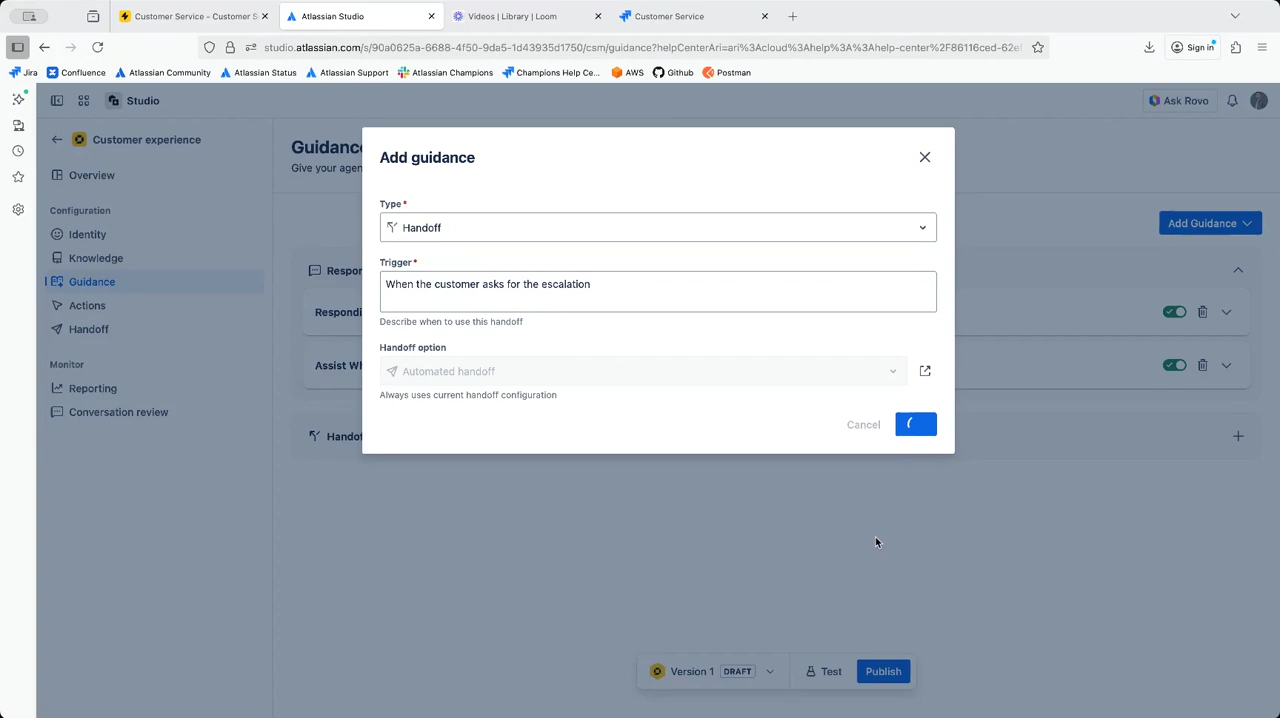 Customer Service - Customer S
Atlassian Studio
Videos | Library | Loom
Customer Service
studio.atlassian.com/s/90a0625a-6688-4f50-9da5-1d43935d1750/csm/guidance?helpCenterAri=ari%3Acloud%3Ahelp%3A%3Ahelp-center%2F86116ced-62e
Sign in
Jira
Confluence
Atlassian Community
Atlassian Status
Atlassian Support
Atlassian Champions
Champions Help Ce...
AWS
Github
Postman
Studio
Ask Rovo
Customer experience
Overview
Configuration
Identity
Knowledge
Guidance
Actions
Handoff
Monitor
Reporting
Conversation review
Guidanc
Give your agen
Add Guidance
Respon
Respondi
Assist Wh
Handof
Add guidance
Type*
Handoff
Trigger*
When the customer asks for the escalation
Describe when to use this handoff
Handoff option
Automated handoff
Always uses current handoff configuration
Cancel
Version 1 DRAFT
Test
Publish